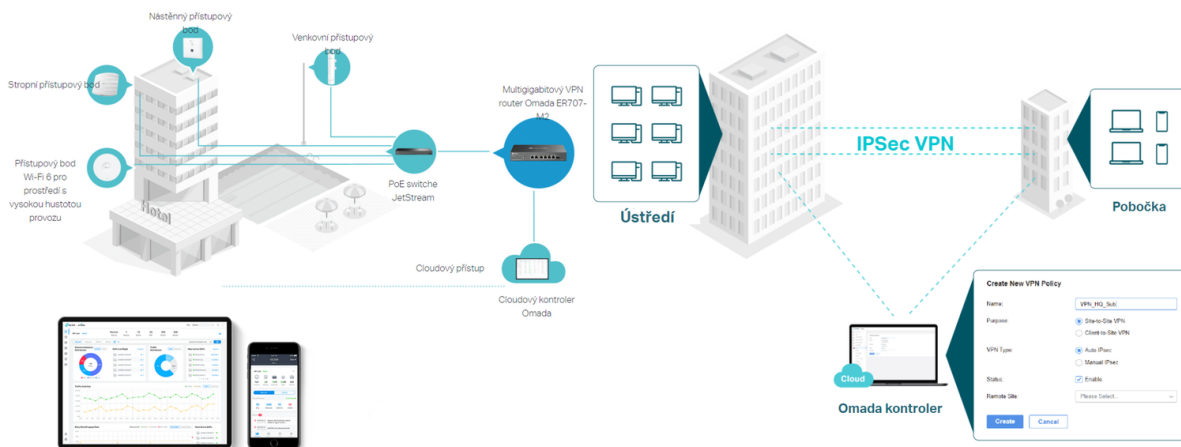 Nástěnný přístupový
bod
Venkovní přístupový
bod
Stropní přístupový bod
Multigigabitový VPN
router Omada ER707-
M2
Přístupový bod
Wi-Fi 6 pro
prostředí s
vysokou hustotou
provozu
Hotel
PoE switche
JetStream
Cloudový přístup
Cloudový kontroler
Omada
Ústředí
IPSec VPN
Pobočka
Cloud
Omada kontroler
Create New VPN Policy
Name: VPN_HQ_Sub
Purpose: Site-to-Site VPN
Client-to-Site VPN
VPN Type: Auto IPsec
Manual IPsec
Status: Enable
Remote Site: Please Select...
Create Cancel